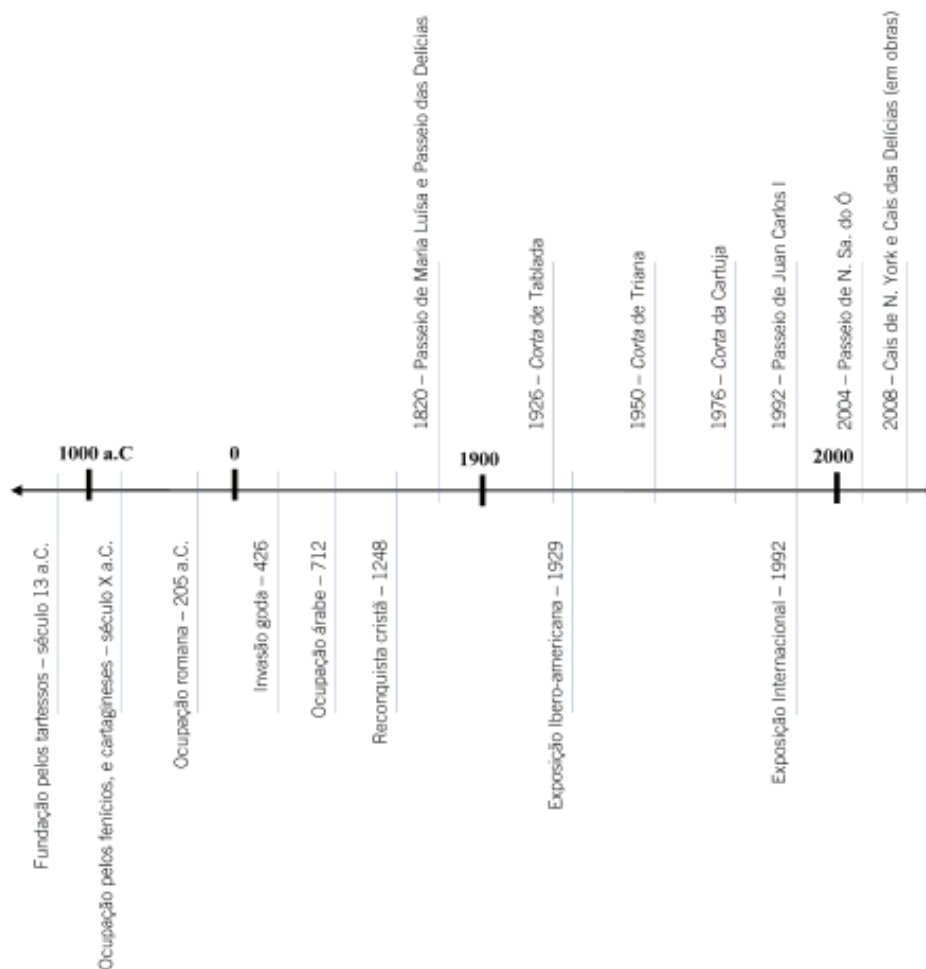 1820 – Passeio de Maria Luísa e Passeio das Delícias
1926 – Corta de Tablada
1950 – Corta de Triana
1976 – Corta da Cartuja
1992 – Passeio de Juan Carlos I
2004 – Passeio de N. Sa. do Ó
2008 – Cais de N. York e Cais das Delícias (em obras)
1000 a.C
0
1900
2000
Fundação pelos tartessos – século 13 a.C.
Ocupação pelos fenícios, e cartagineses – século X a.C.
Ocupação romana – 205 a.C.
Invasão goda – 426
Ocupação árabe – 712
Reconquista cristã – 1248
Exposição Ibero-americana – 1929
Exposição Internacional – 1992